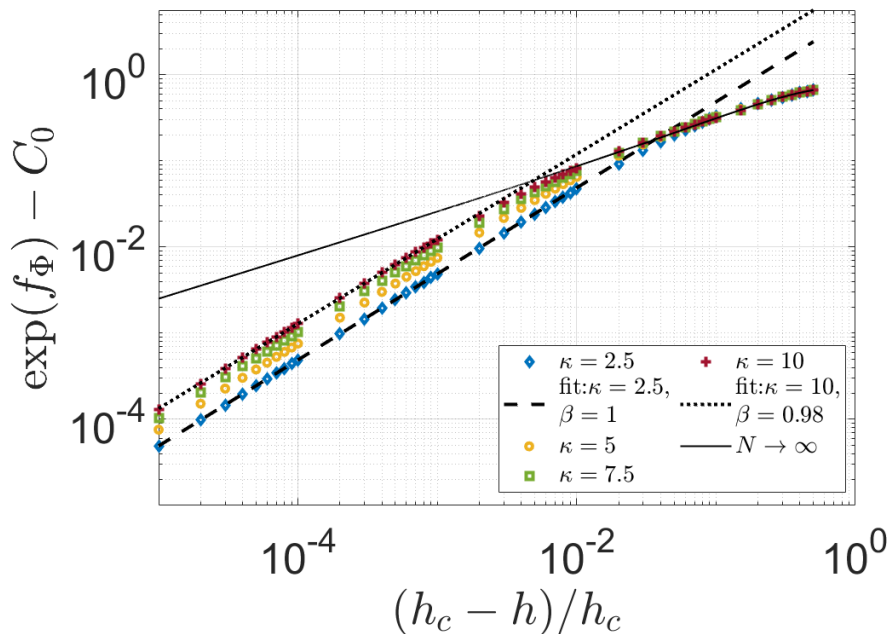 10^0
10^{-2}
10^{-4}
exp(f_Φ) − C_0
κ = 2.5
fit:κ = 2.5,
β = 1
κ = 5
κ = 7.5
κ = 10
fit:κ = 10,
β = 0.98
N → ∞
10^{-4}
10^{-2}
10^0
(h_c − h)/h_c